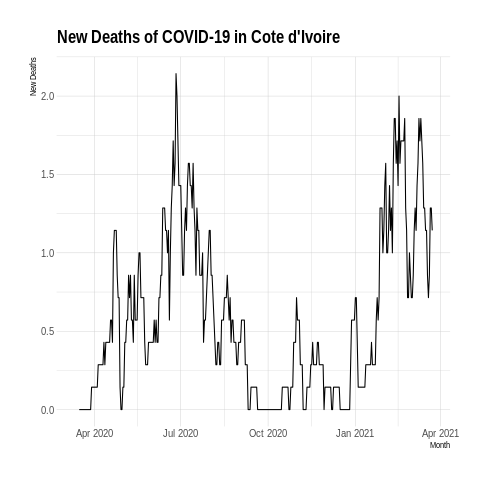 New Deaths of COVID-19 in Cote d'Ivoire
New Deaths
2.0
1.5
1.0
0.5
0.0
Apr 2020 Jul 2020 Oct 2020 Jan 2021 Apr 2021
Month